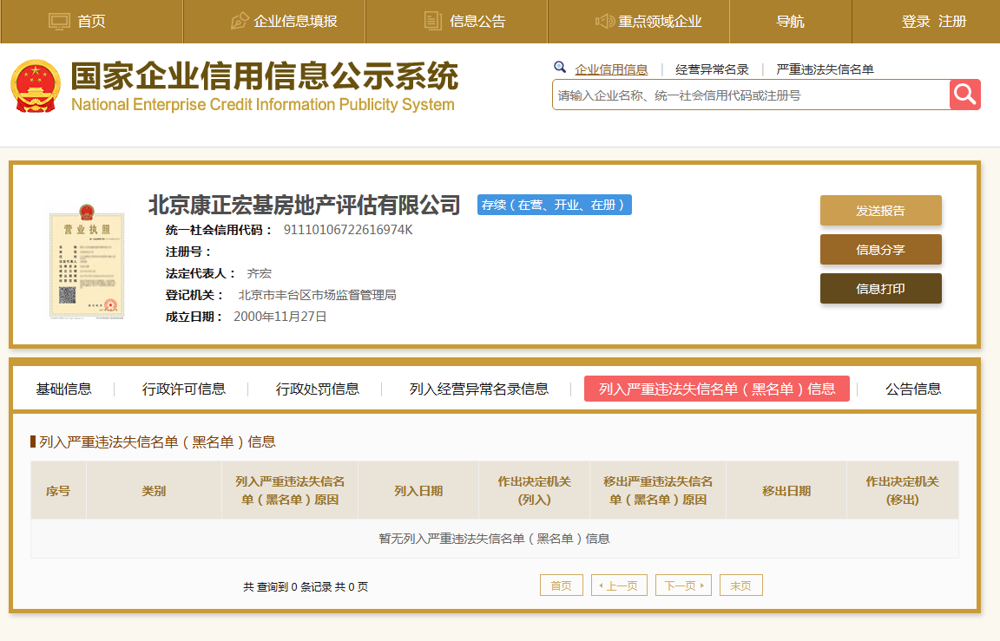 首页 企业信息填报 信息公告 重点领域企业 导航 登录 注册
国家企业信用信息公示系统
National Enterprise Credit Information Publicity System
企业信用信息 | 经营异常名录 | 严重违法失信名单
请输入企业名称、统一社会信用代码或注册号
营业执照
北京康正宏基房地产评估有限公司 存续（在营、开业、在册）
统一社会信用代码： 91110106722616974K
注册号：
法定代表人： 齐宏
登记机关： 北京市丰台区市场监督管理局
成立日期： 2000年11月27日
发送报告
信息分享
信息打印
基础信息 行政许可信息 行政处罚信息 列入经营异常名录信息 列入严重违法失信名单（黑名单）信息 公告信息
列入严重违法失信名单（黑名单）信息
序号 类别 列入严重违法失信名单（黑名单）原因 列入日期 作出决定机关(列入) 移出严重违法失信名单（黑名单）原因 移出日期 作出决定机关(移出)
暂无列入严重违法失信名单（黑名单）信息
共 查询到 0 条记录 共 0 页 首页 上一页 下一页 末页